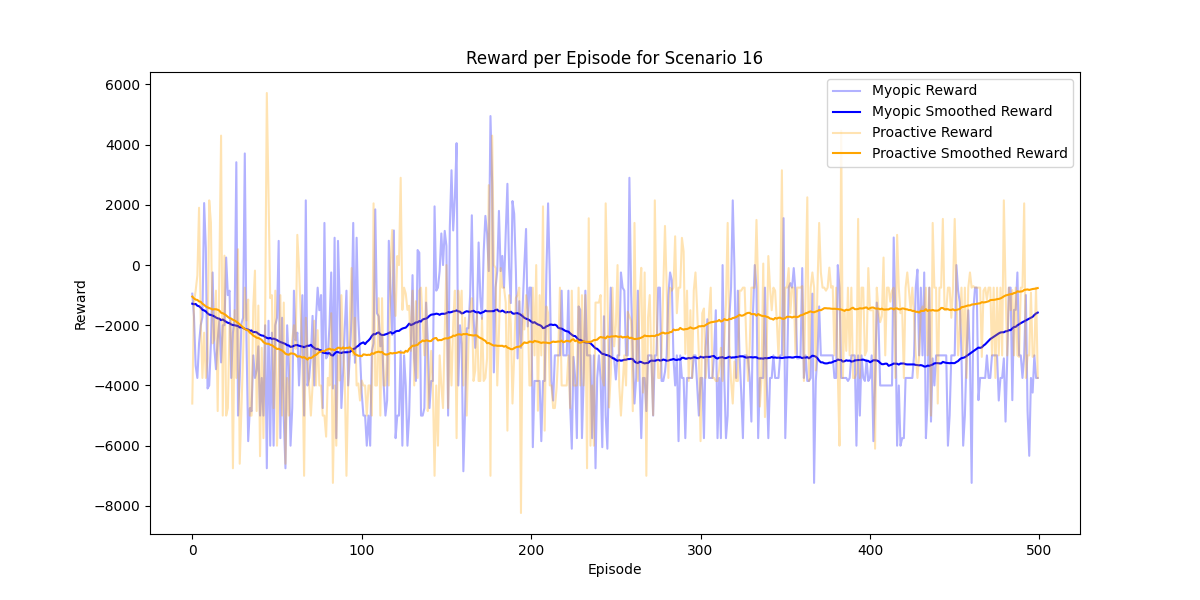 Reward per Episode for Scenario 16
Myopic Reward
Myopic Smoothed Reward
Proactive Reward
Proactive Smoothed Reward
6000
4000
2000
0
−2000
−4000
−6000
−8000
Reward
0 100 200 300 400 500
Episode